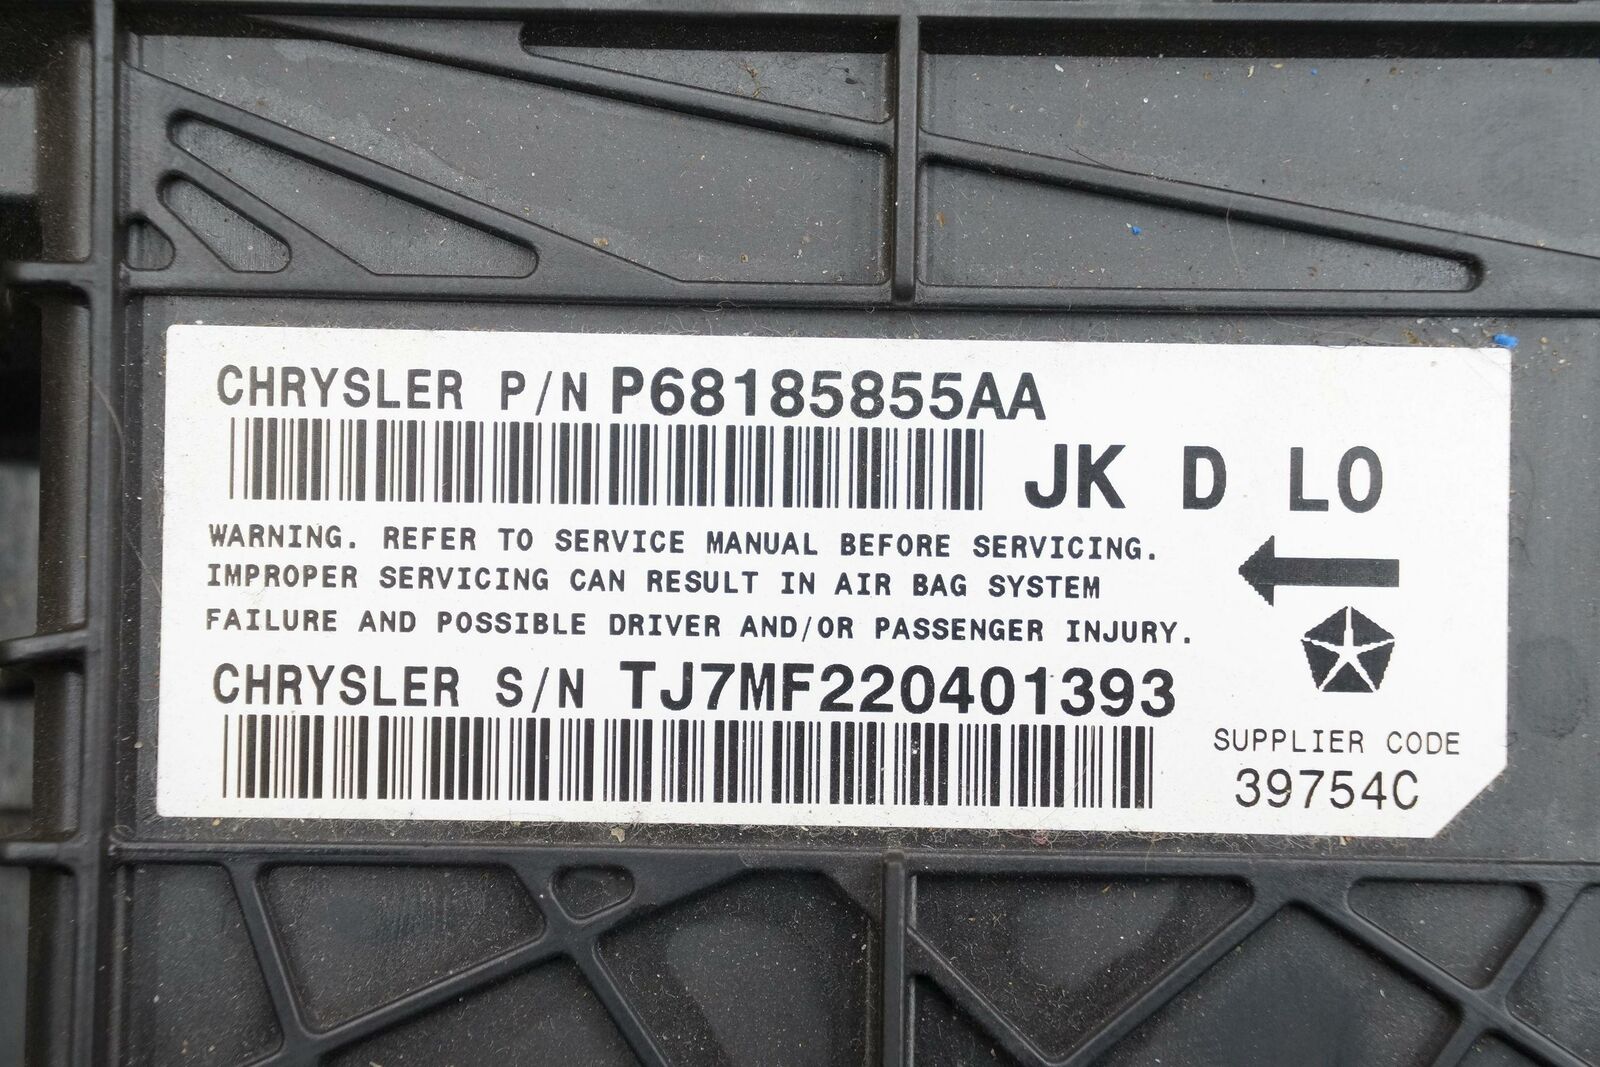 CHRYSLER P/N P68185855AA
JK D LO
WARNING. REFER TO SERVICE MANUAL BEFORE SERVICING.
IMPROPER SERVICING CAN RESULT IN AIR BAG SYSTEM
FAILURE AND POSSIBLE DRIVER AND/OR PASSENGER INJURY.
CHRYSLER S/N TJ7MF220401393
SUPPLIER CODE
39754C